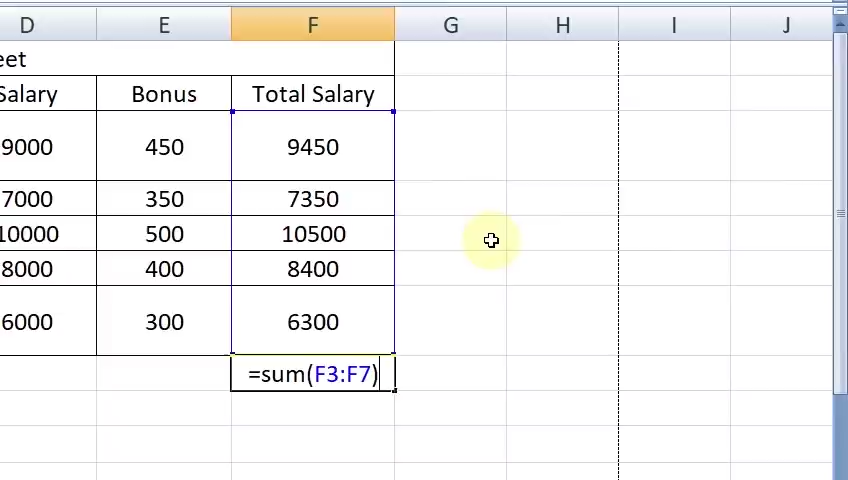 D E F G H I J
eet
Salary Bonus Total Salary
9000 450 9450
7000 350 7350
10000 500 10500
8000 400 8400
6000 300 6300
=sum(F3:F7)